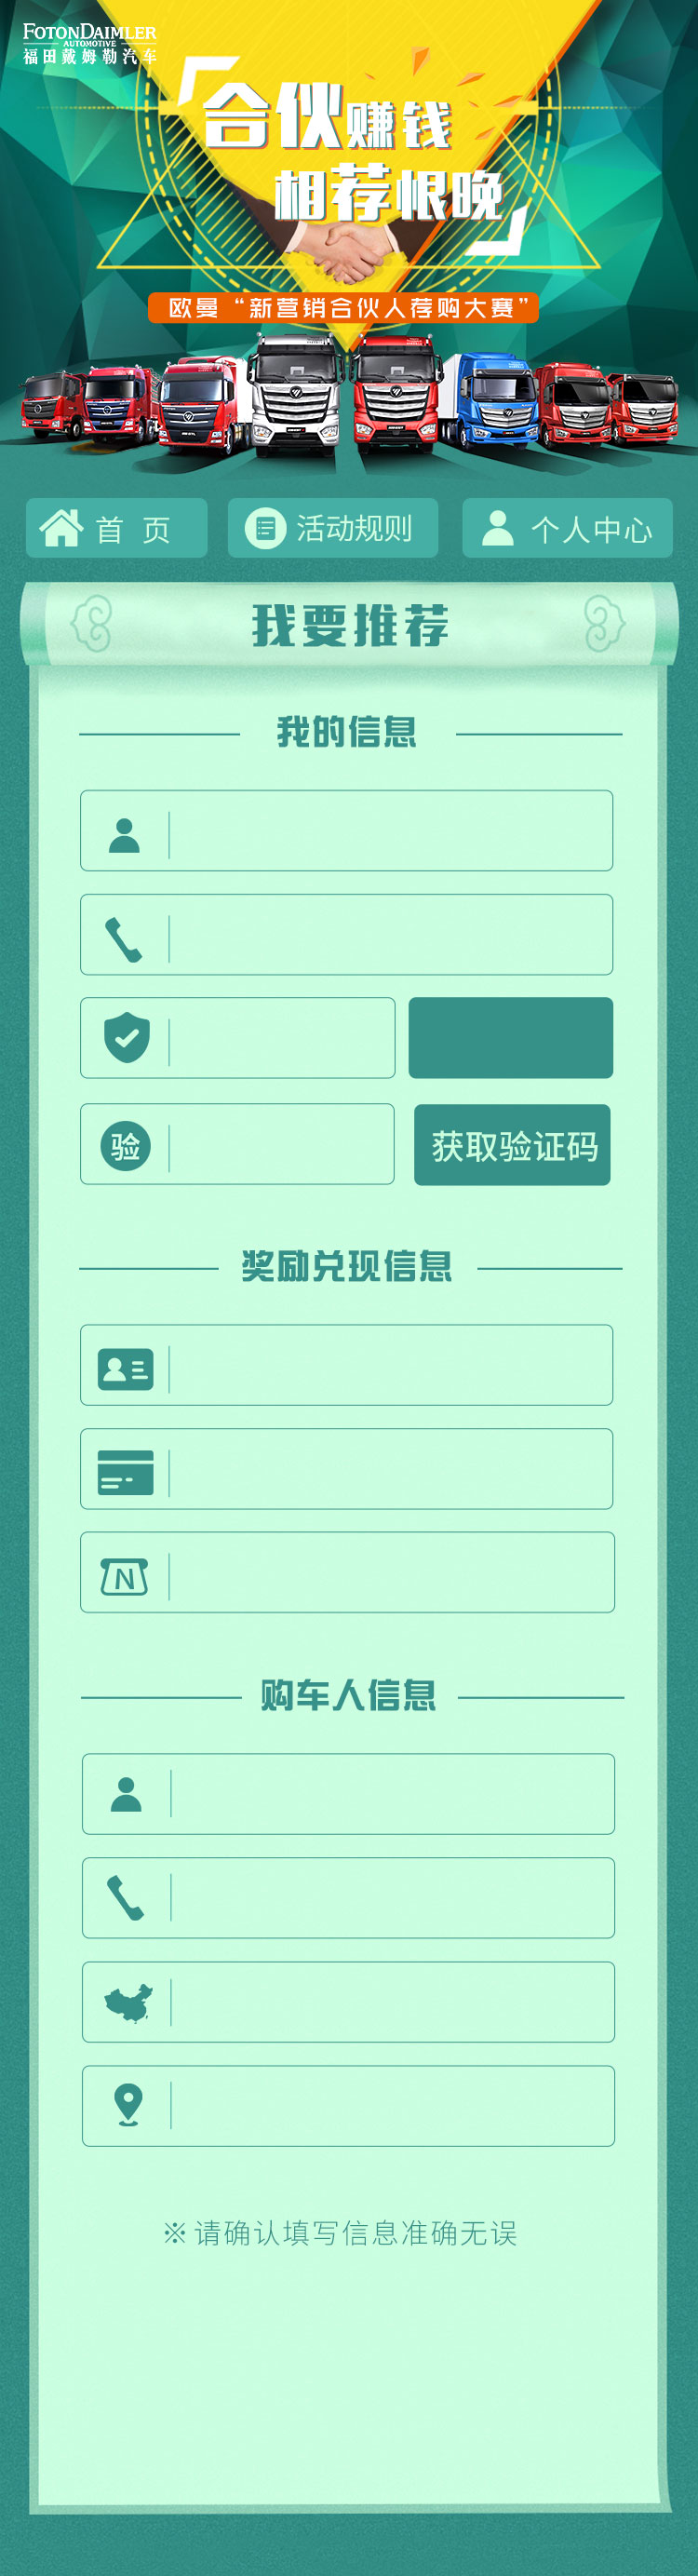 FOTONDAIMLER
AUTOMOTIVE
福田戴姆勒汽车
合伙赚钱
相荐恨晚
欧曼“新营销合伙人荐购大赛”
首 页
活动规则
个人中心
我要推荐
我的信息
验
获取验证码
奖励兑现信息
N
购车人信息
※请确认填写信息准确无误